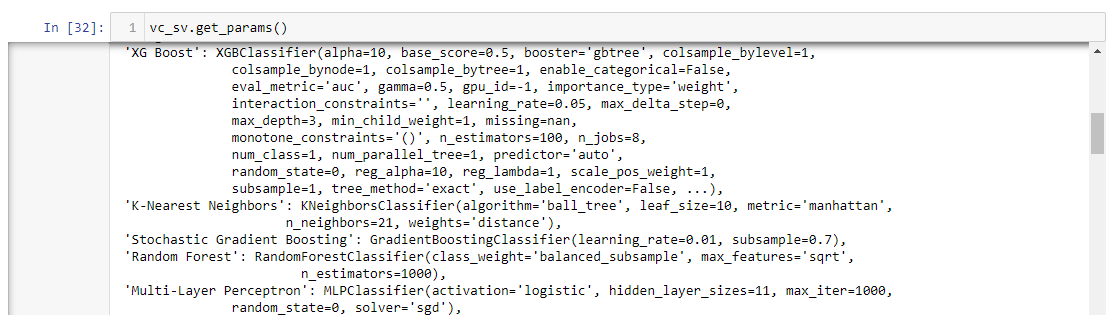 In [32]: 1 vc_sv.get_params()
'XG Boost': XGBClassifier(alpha=10, base_score=0.5, booster='gbtree', colsample_bylevel=1,
colsample_bynode=1, colsample_bytree=1, enable_categorical=False,
eval_metric='auc', gamma=0.5, gpu_id=-1, importance_type='weight',
interaction_constraints='', learning_rate=0.05, max_delta_step=0,
max_depth=3, min_child_weight=1, missing=nan,
monotone_constraints='()', n_estimators=100, n_jobs=8,
num_class=1, num_parallel_tree=1, predictor='auto',
random_state=0, reg_alpha=10, reg_lambda=1, scale_pos_weight=1,
subsample=1, tree_method='exact', use_label_encoder=False, ...),
'K-Nearest Neighbors': KNeighborsClassifier(algorithm='ball_tree', leaf_size=10, metric='manhattan',
n_neighbors=21, weights='distance'),
'Stochastic Gradient Boosting': GradientBoostingClassifier(learning_rate=0.01, subsample=0.7),
'Random Forest': RandomForestClassifier(class_weight='balanced_subsample', max_features='sqrt',
n_estimators=1000),
'Multi-Layer Perceptron': MLPClassifier(activation='logistic', hidden_layer_sizes=11, max_iter=1000,
random_state=0, solver='sgd'),